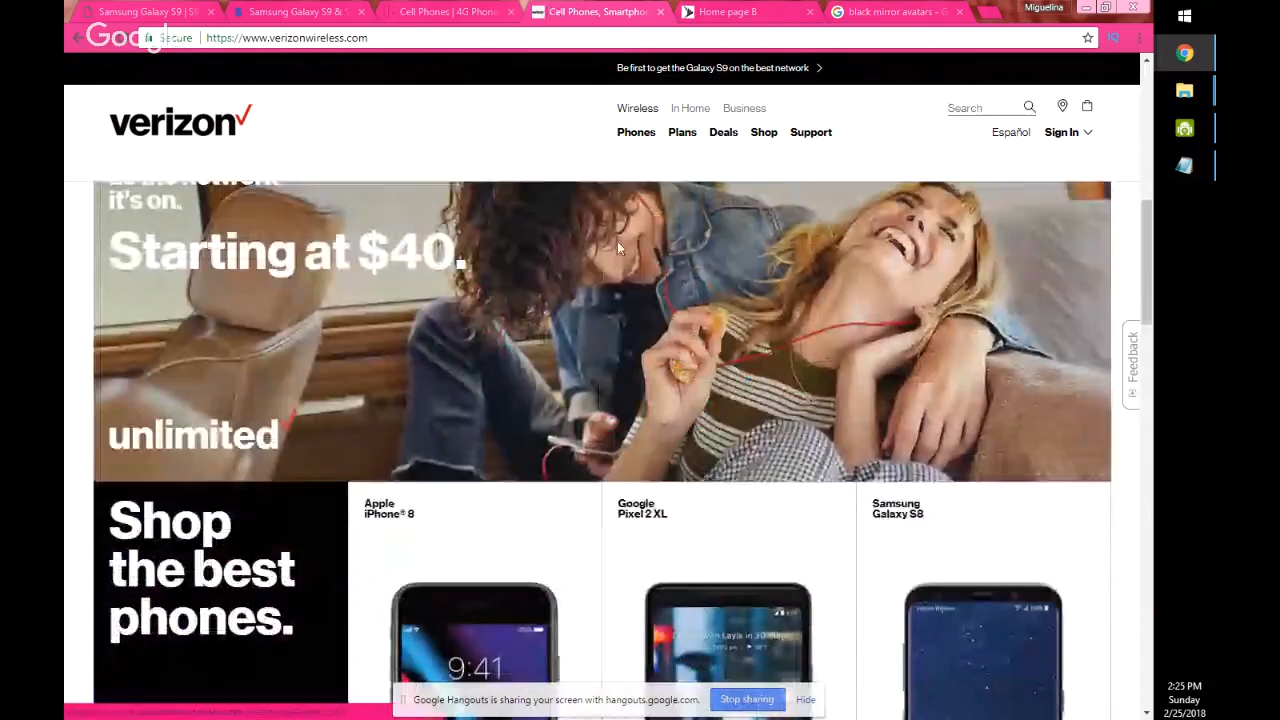 Samsung Galaxy S9 | S9
Samsung Galaxy S9 & S
Cell Phones | 4G Phone
Cell Phones, Smartpho
Home page B
black mirror avatars - G
Miguelina
Google
Secure
https://www.verizonwireless.com
IQ
Be first to get the Galaxy S9 on the best network
verizon
Wireless
In Home
Business
Search
Phones
Plans
Deals
Shop
Support
Español
Sign In
it's on.
Starting at $40.
unlimited
Feedback
Shop
the best
phones.
Apple
iPhone® 8
Google
Pixel 2 XL
Samsung
Galaxy S8
9:41
Google Hangouts is sharing your screen with hangouts.google.com.
Stop sharing
Hide
2:25 PM
Sunday
2/25/2018